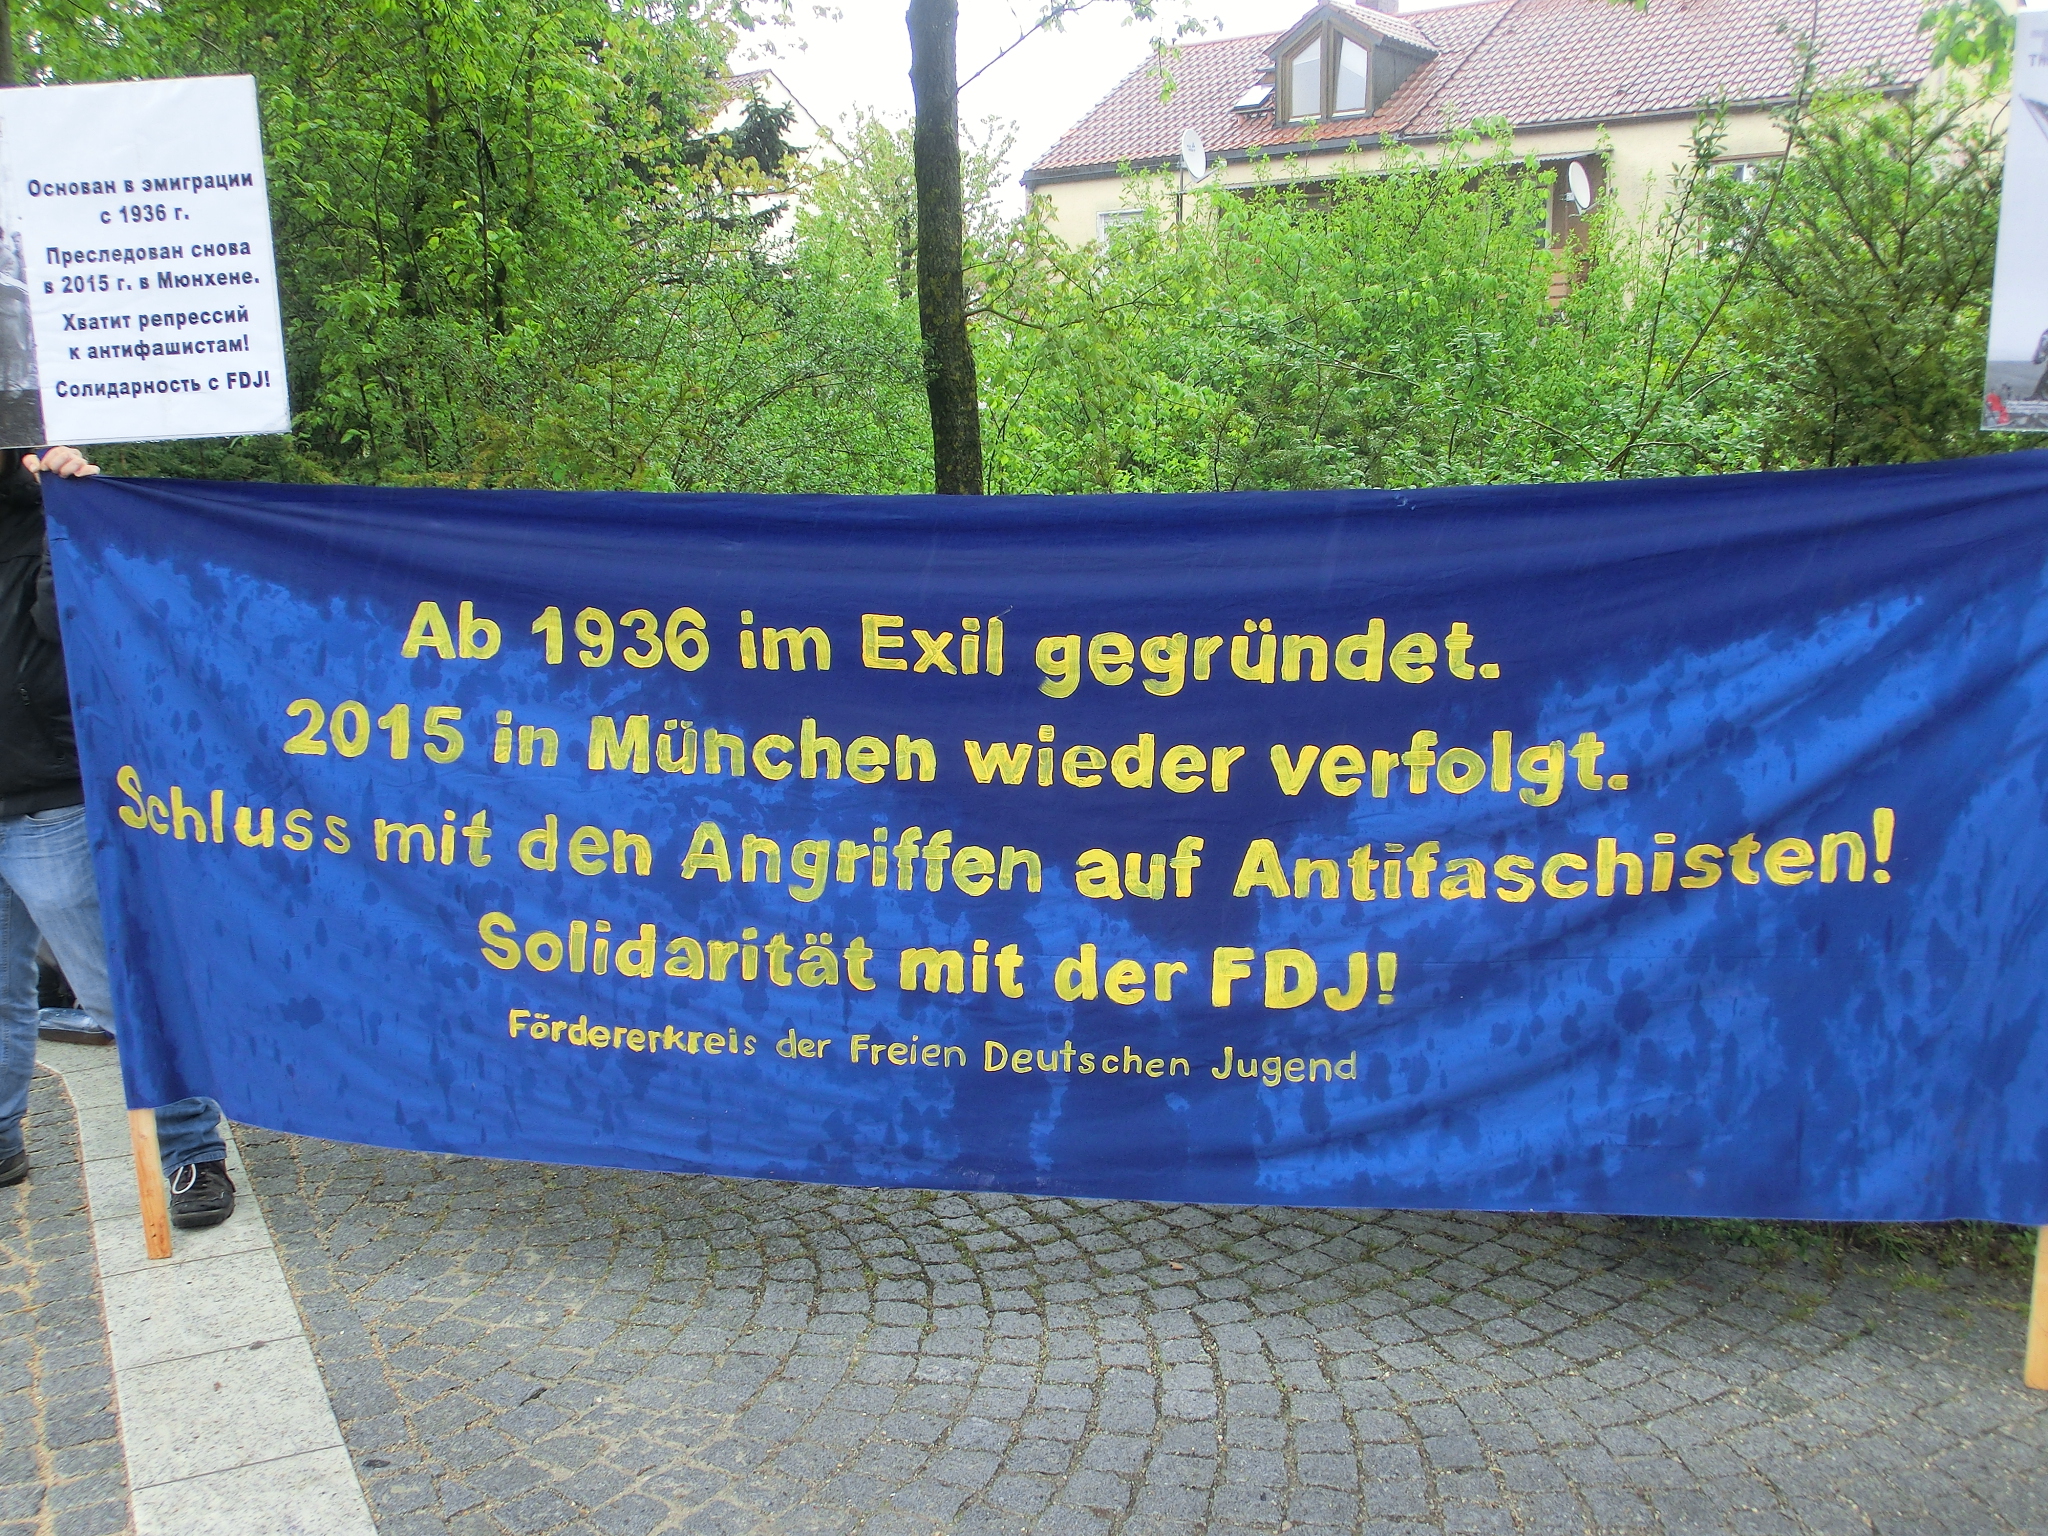 Основан в эмиграции
с 1936 г.
Преследован снова
в 2015 г. в Мюнхене.
Хватит репрессий
к антифашистам!
Солидарность с FDJ!
Ab 1936 im Exil gegründet.
2015 in München wieder verfolgt.
Schluss mit den Angriffen auf Antifaschisten!
Solidarität mit der FDJ!
Fördererkreis der Freien Deutschen Jugend